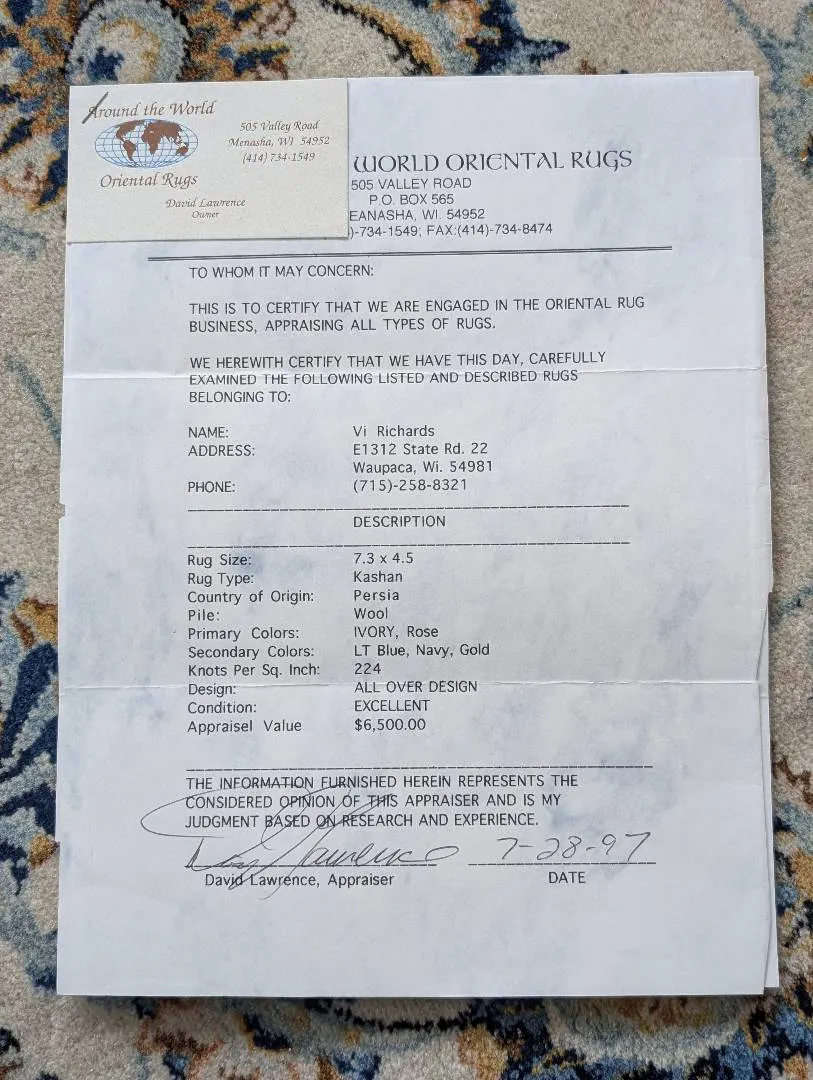 Around the World
505 Valley Road
Menasha, WI 54952
(414) 734-1549
Oriental Rugs
David Lawrence
Owner
WORLD ORIENTAL RUGS
505 VALLEY ROAD
P.O. BOX 565
EANASHA, WI. 54952
)-734-1549; FAX:(414)-734-8474
TO WHOM IT MAY CONCERN:
THIS IS TO CERTIFY THAT WE ARE ENGAGED IN THE ORIENTAL RUG
BUSINESS, APPRAISING ALL TYPES OF RUGS.
WE HEREWITH CERTIFY THAT WE HAVE THIS DAY, CAREFULLY
EXAMINED THE FOLLOWING LISTED AND DESCRIBED RUGS
BELONGING TO:
NAME: Vi Richards
ADDRESS: E1312 State Rd. 22
Waupaca, Wi. 54981
PHONE: (715)-258-8321
DESCRIPTION
Rug Size: 7.3 x 4.5
Rug Type: Kashan
Country of Origin: Persia
Pile: Wool
Primary Colors: IVORY, Rose
Secondary Colors: LT Blue, Navy, Gold
Knots Per Sq. Inch: 224
Design: ALL OVER DESIGN
Condition: EXCELLENT
Appraisel Value $6,500.00
THE INFORMATION FURNISHED HEREIN REPRESENTS THE
CONSIDERED OPINION OF THIS APPRAISER AND IS MY
JUDGMENT BASED ON RESEARCH AND EXPERIENCE.
Lawrence 7-28-97
David Lawrence, Appraiser DATE